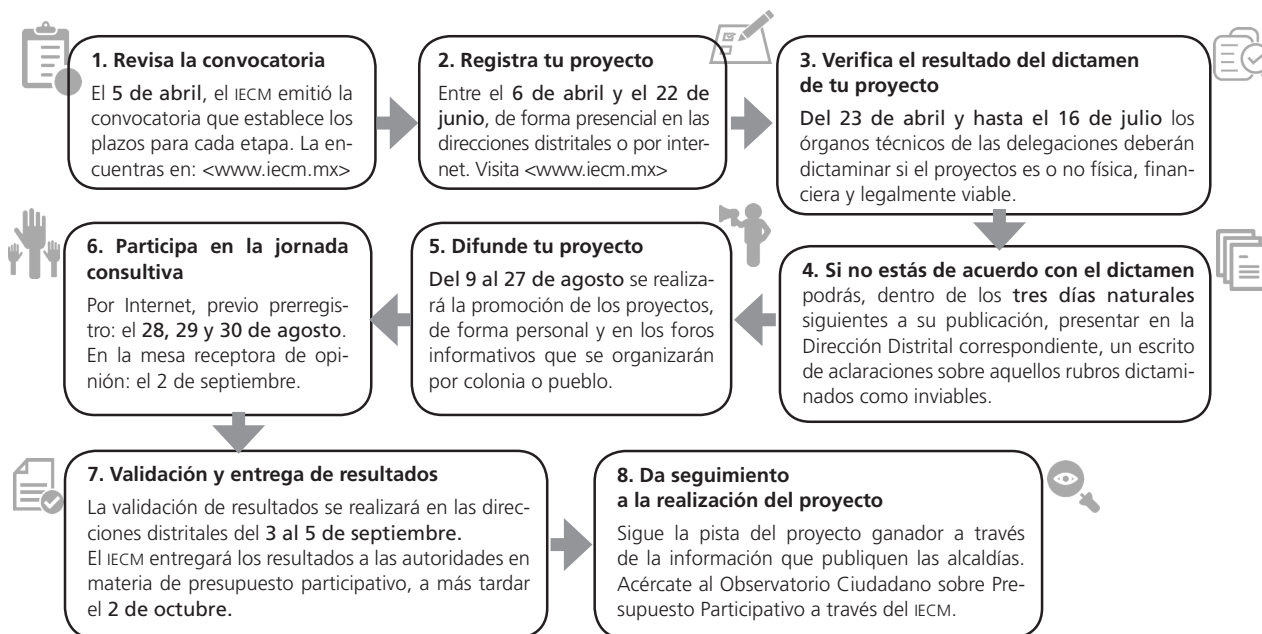 1. Revisa la convocatoria
El 5 de abril, el IECM emitió la
convocatoria que establece los
plazos para cada etapa. La en-
cuentras en: <www.iecm.mx>
2. Registra tu proyecto
Entre el 6 de abril y el 22 de
junio, de forma presencial en las
direcciones distritales o por inter-
net. Visita <www.iecm.mx>
3. Verifica el resultado del dictamen
de tu proyecto
Del 23 de abril y hasta el 16 de julio los
órganos técnicos de las delegaciones deberán
dictaminar si el proyectos es o no física, finan-
ciera y legalmente viable.
4. Si no estás de acuerdo con el dictamen
podrás, dentro de los tres días naturales
siguientes a su publicación, presentar en la
Dirección Distrital correspondiente, un escrito
de aclaraciones sobre aquellos rubros dictami-
nados como inviables.
5. Difunde tu proyecto
Del 9 al 27 de agosto se realiza-
rá la promoción de los proyectos,
de forma personal y en los foros
informativos que se organizarán
por colonia o pueblo.
6. Participa en la jornada
consultiva
Por Internet, previo prerregis-
tro: el 28, 29 y 30 de agosto.
En la mesa receptora de opi-
nión: el 2 de septiembre.
7. Validación y entrega de resultados
La validación de resultados se realizará en las direc-
ciones distritales del 3 al 5 de septiembre.
El IECM entregará los resultados a las autoridades en
materia de presupuesto participativo, a más tardar
el 2 de octubre.
8. Da seguimiento
a la realización del proyecto
Sigue la pista del proyecto ganador a través
de la información que publiquen las alcaldías.
Acércate al Observatorio Ciudadano sobre Pre-
supuesto Participativo a través del IECM.